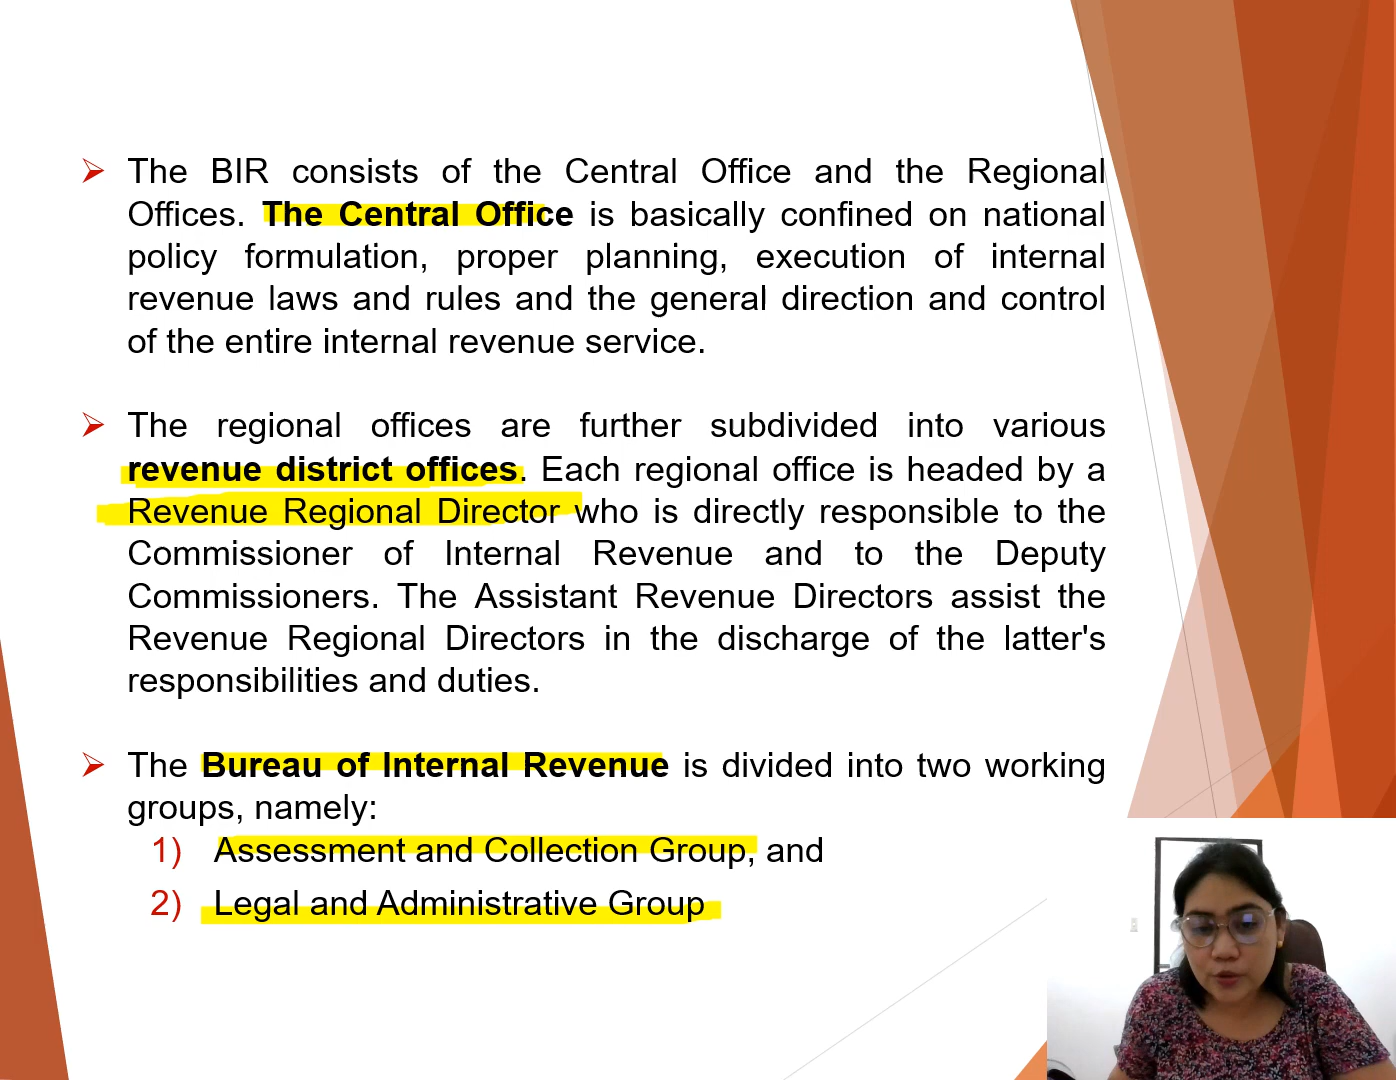 The BIR consists of the Central Office and the Regional
Offices. The Central Office is basically confined on national
policy formulation, proper planning, execution of internal
revenue laws and rules and the general direction and control
of the entire internal revenue service.
The regional offices are further subdivided into various
revenue district offices. Each regional office is headed by a
Revenue Regional Director who is directly responsible to the
Commissioner of Internal Revenue and to the Deputy
Commissioners. The Assistant Revenue Directors assist the
Revenue Regional Directors in the discharge of the latter's
responsibilities and duties.
The Bureau of Internal Revenue is divided into two working
groups, namely:
1) Assessment and Collection Group, and
2) Legal and Administrative Group